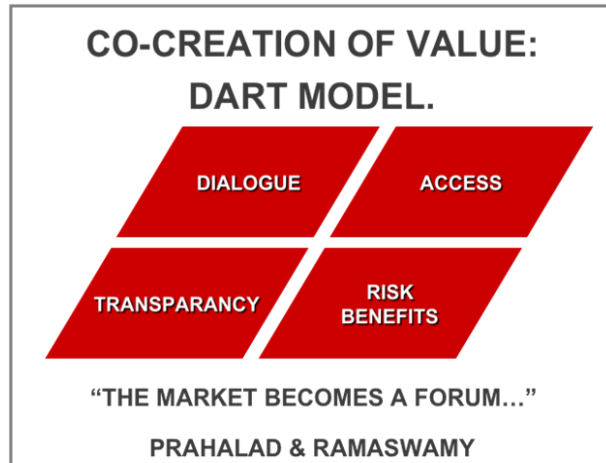 CO-CREATION OF VALUE:
DART MODEL.
DIALOGUE
ACCESS
TRANSPARANCY
RISK
BENEFITS
“THE MARKET BECOMES A FORUM...”
PRAHALAD & RAMASWAMY